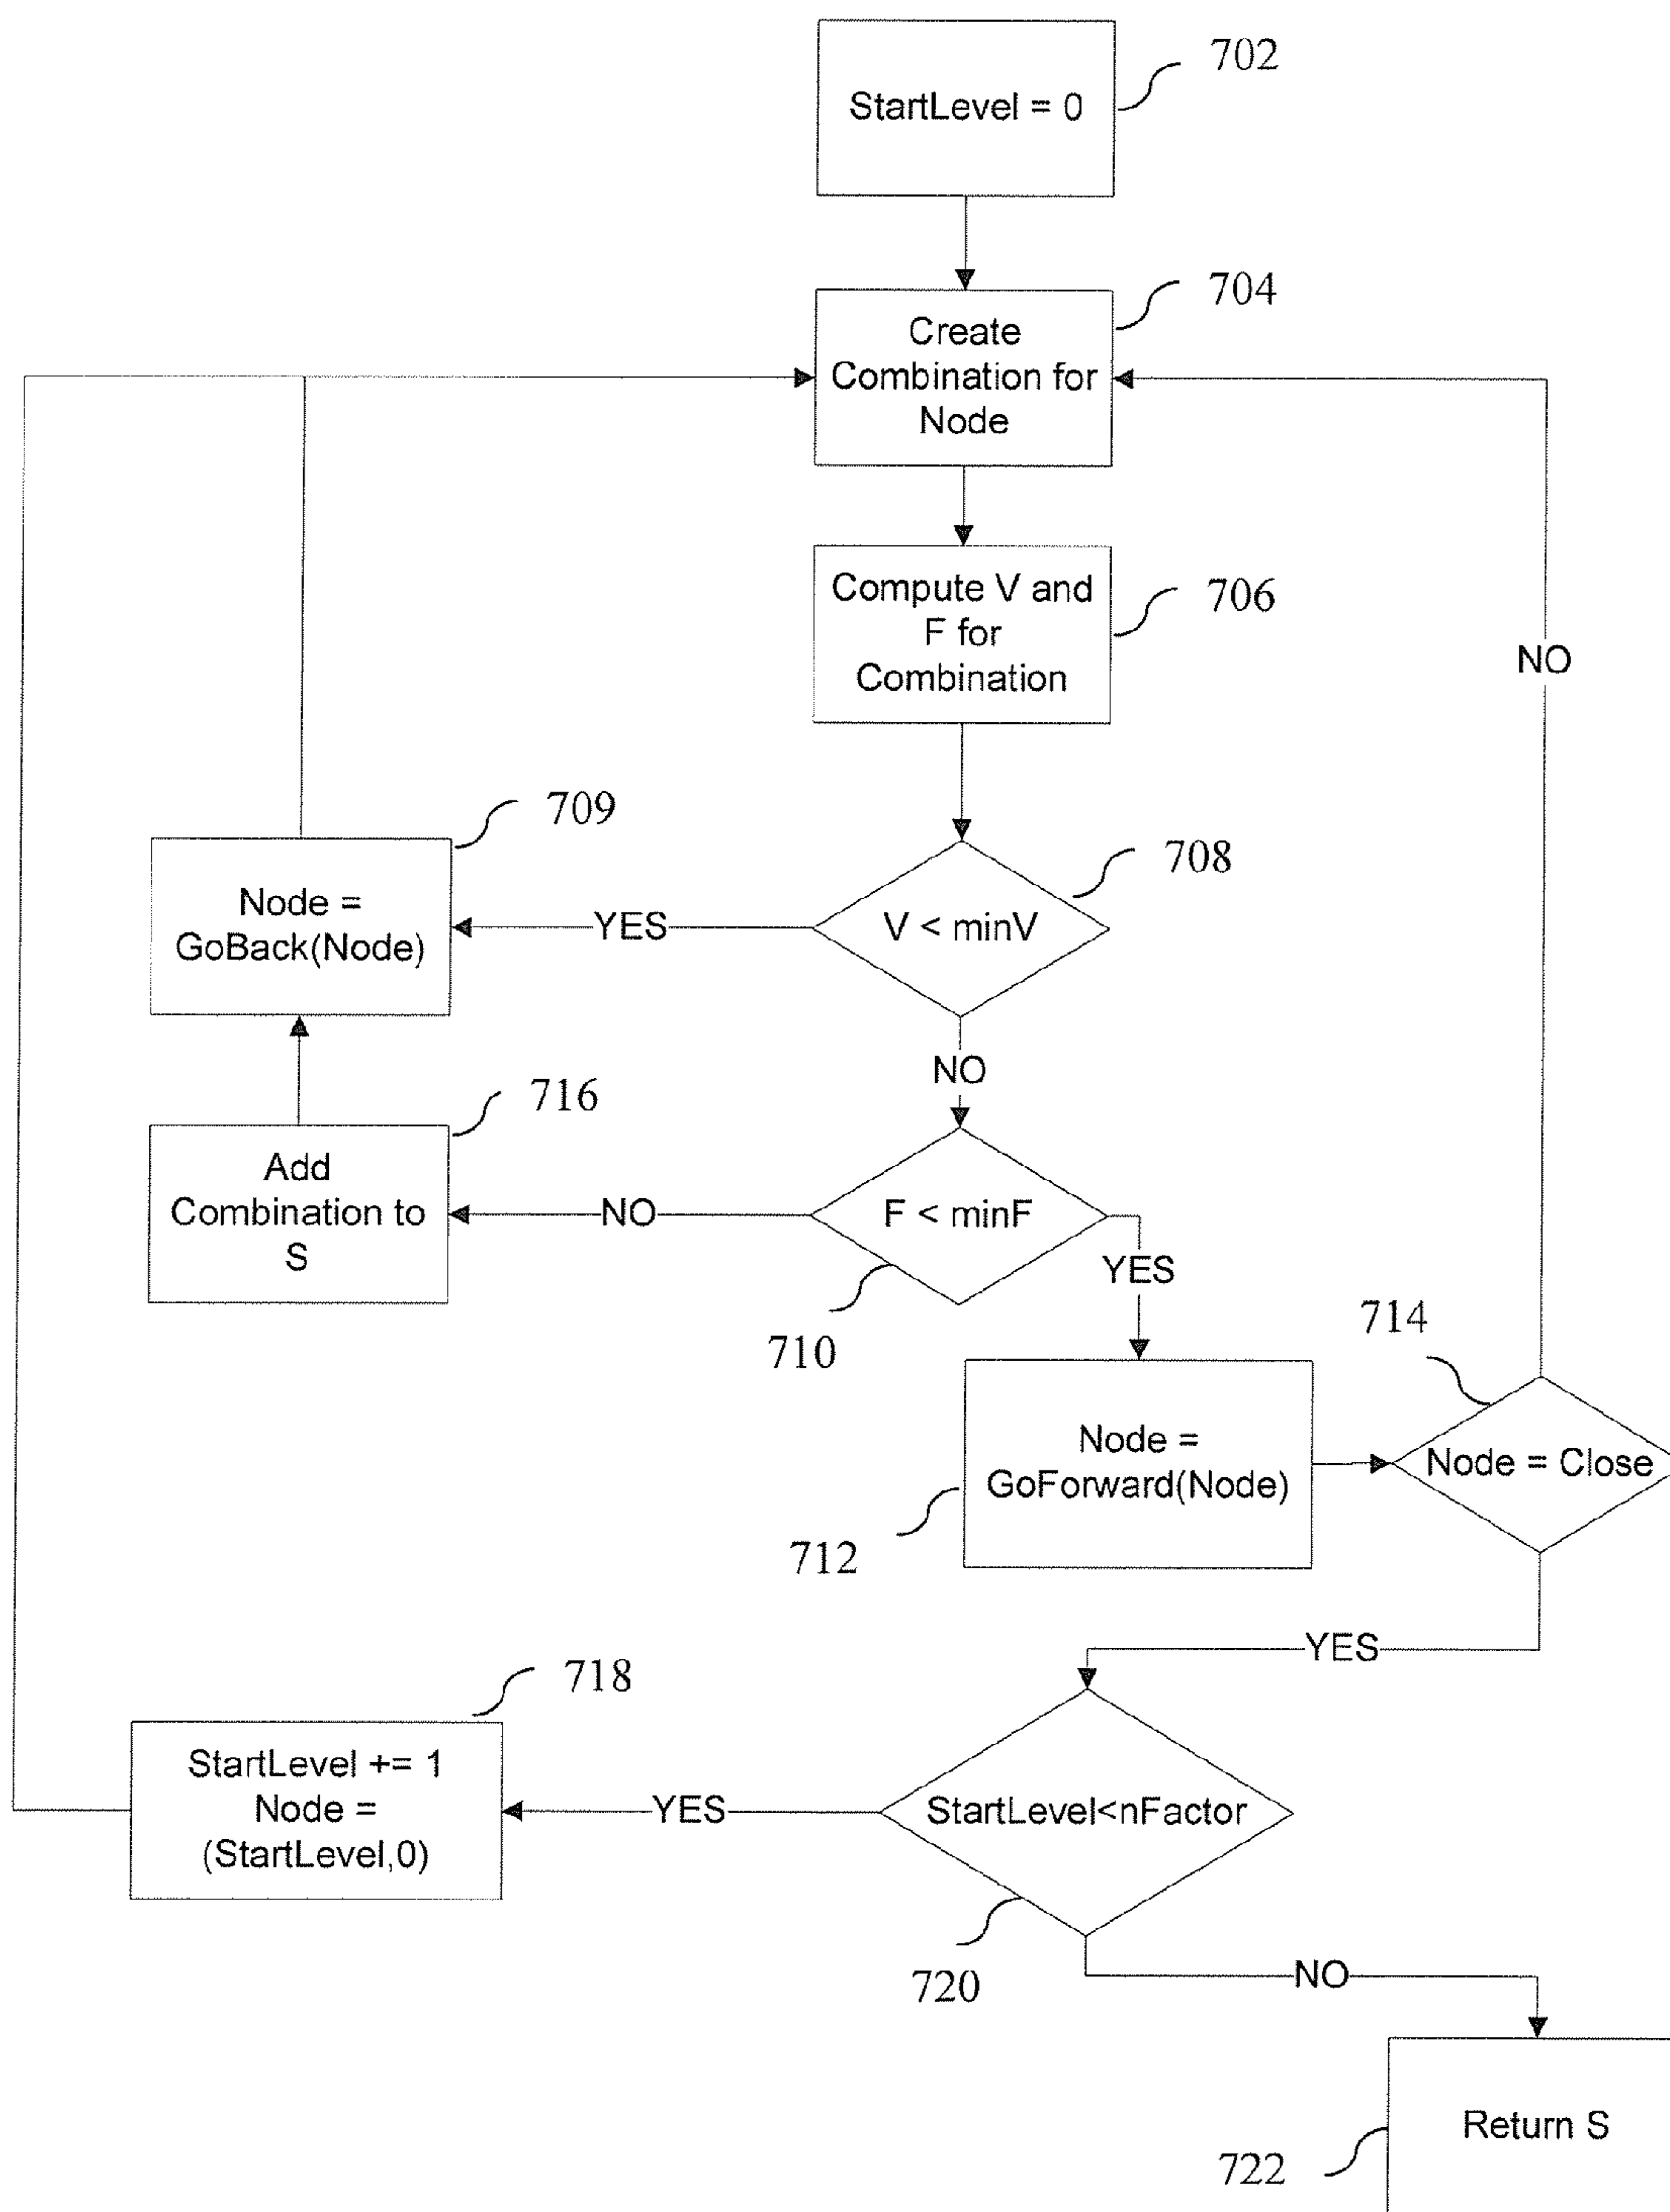 StartLevel = 0
702
Create
Combination for
Node
704
Compute V and
F for
Combination
706
NO
709
Node =
GoBack(Node)
YES
V < minV
708
NO
716
Add
Combination to
S
NO
F < minF
YES
710
714
Node =
GoForward(Node)
Node = Close
712
YES
718
StartLevel += 1
Node =
(StartLevel,0)
YES
StartLevel<nFactor
720
NO
Return S
722